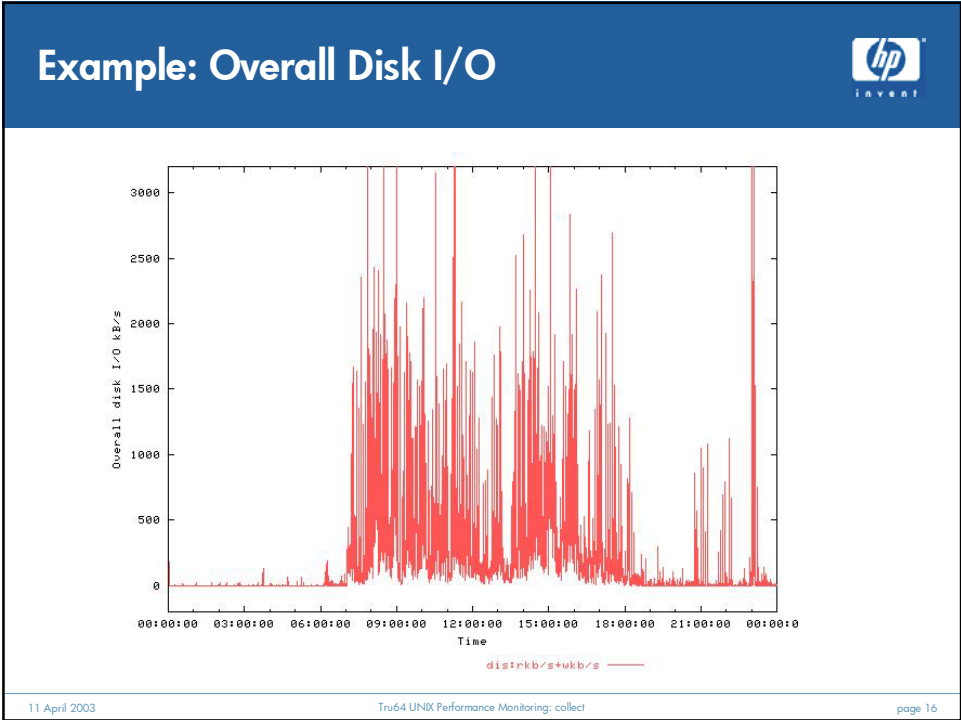 Example: Overall Disk I/O
hp
invent
3000
2500
2000
1500
1000
500
0
Overall disk I/O kB/s
00:00:00 03:00:00 06:00:00 09:00:00 12:00:00 15:00:00 18:00:00 21:00:00 00:00:0
Time
dis:rkb/s+wkb/s
11 April 2003 Tru64 UNIX Performance Monitoring: collect page 16